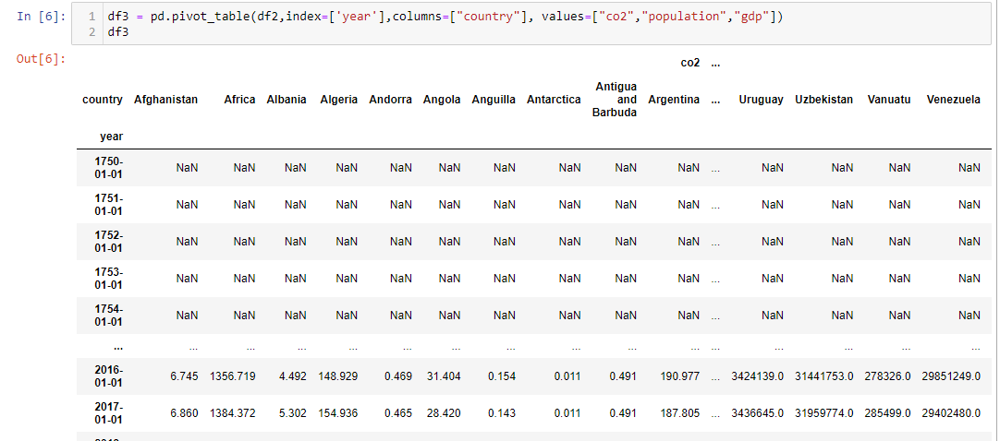 In [6]: 1 df3 = pd.pivot_table(df2,index=['year'],columns=["country"], values=["co2","population","gdp"])
2 df3
Out[6]:
co2 ...
country Afghanistan Africa Albania Algeria Andorra Angola Anguilla Antarctica Antigua and Barbuda Argentina ... Uruguay Uzbekistan Vanuatu Venezuela
year
1750-01-01 NaN NaN NaN NaN NaN NaN NaN NaN NaN NaN ... NaN NaN NaN NaN
1751-01-01 NaN NaN NaN NaN NaN NaN NaN NaN NaN NaN ... NaN NaN NaN NaN
1752-01-01 NaN NaN NaN NaN NaN NaN NaN NaN NaN NaN ... NaN NaN NaN NaN
1753-01-01 NaN NaN NaN NaN NaN NaN NaN NaN NaN NaN ... NaN NaN NaN NaN
1754-01-01 NaN NaN NaN NaN NaN NaN NaN NaN NaN NaN ... NaN NaN NaN NaN
... ... ... ... ... ... ... ... ... ... ... ... ... ... ... ...
2016-01-01 6.745 1356.719 4.492 148.929 0.469 31.404 0.154 0.011 0.491 190.977 ... 3424139.0 31441753.0 278326.0 29851249.0
2017-01-01 6.860 1384.372 5.302 154.936 0.465 28.420 0.143 0.011 0.491 187.805 ... 3436645.0 31959774.0 285499.0 29402480.0